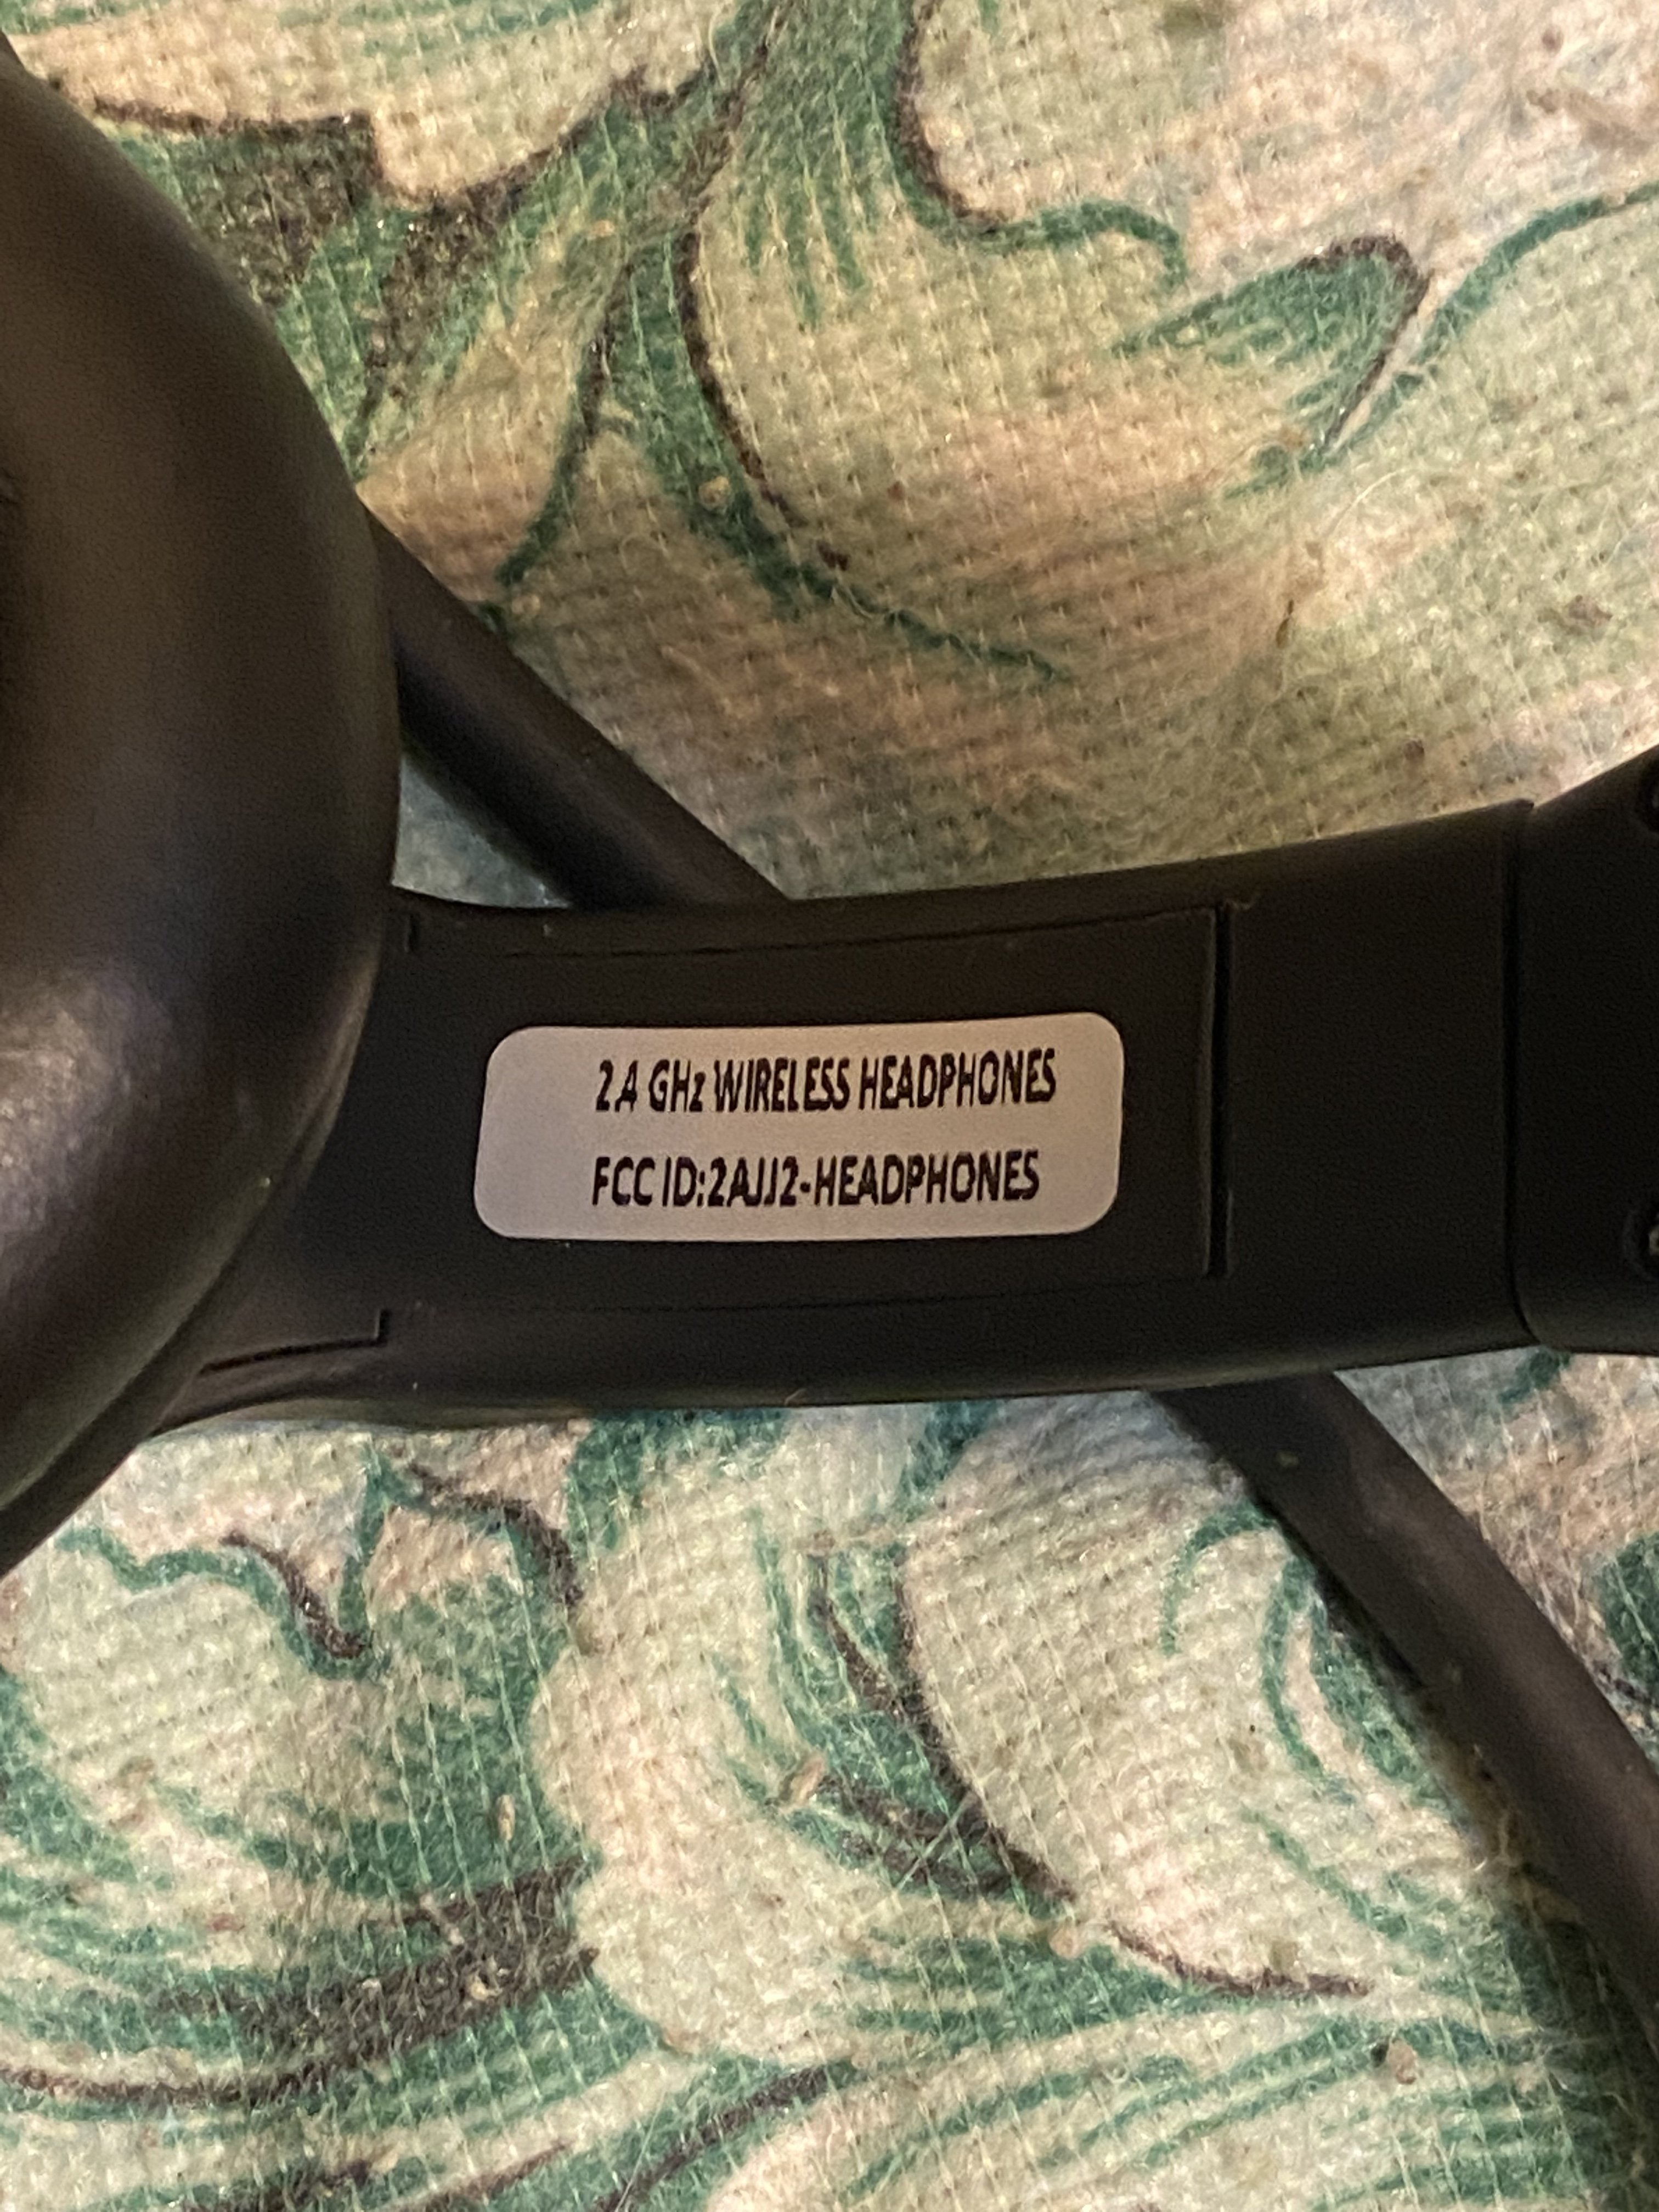 2.4 GHz WIRELESS HEADPHONES
FCC ID:2AJJ2-HEADPHONES